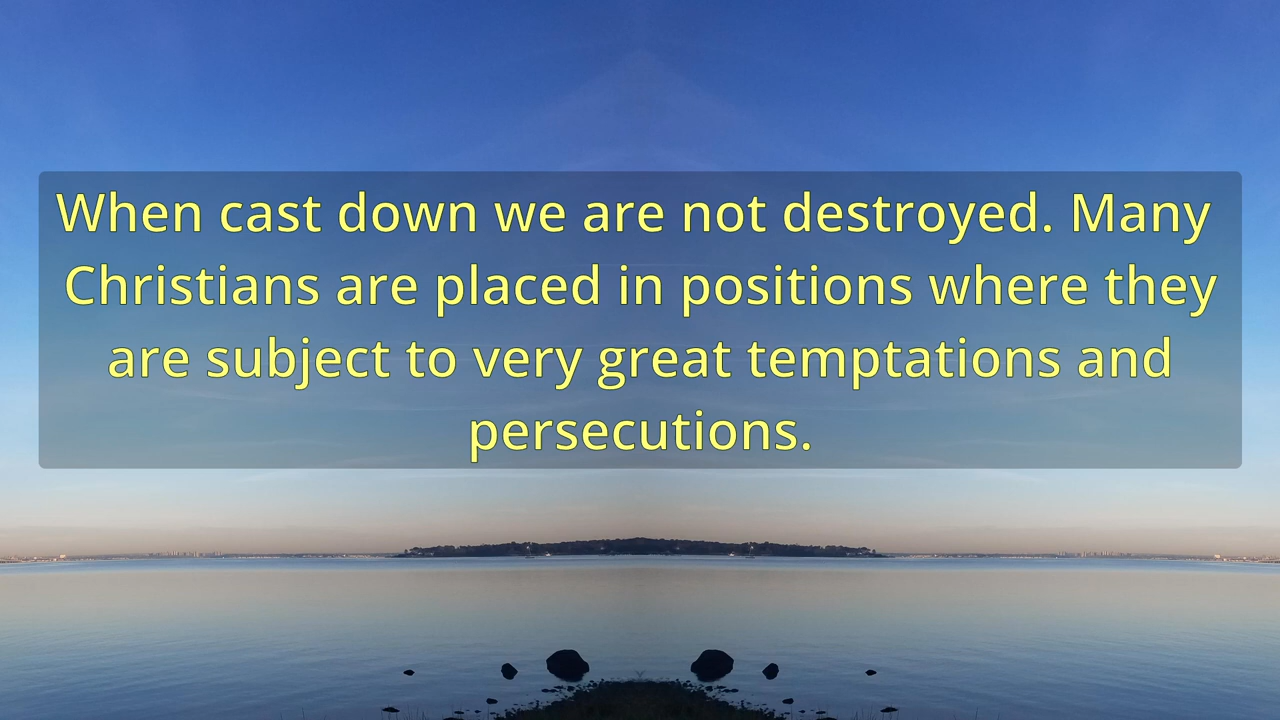 When cast down we are not destroyed. Many
Christians are placed in positions where they
are subject to very great temptations and
persecutions.